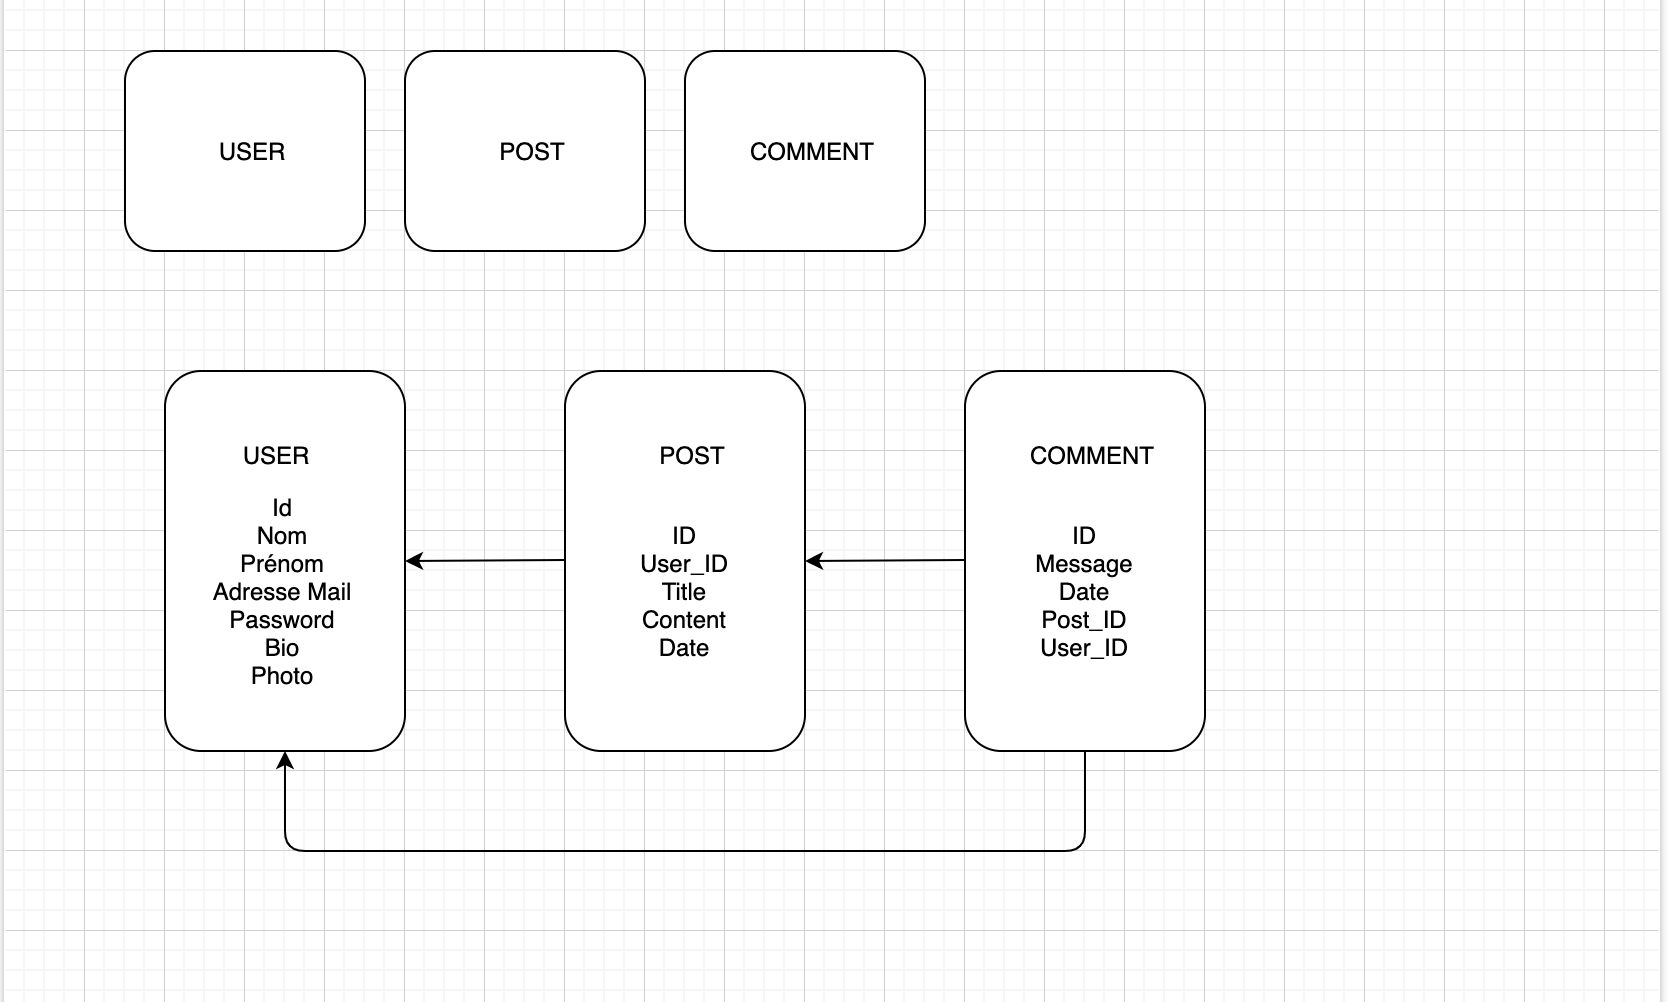 USER
POST
COMMENT
USER
Id
Nom
Prénom
Adresse Mail
Password
Bio
Photo
POST
ID
User_ID
Title
Content
Date
COMMENT
ID
Message
Date
Post_ID
User_ID